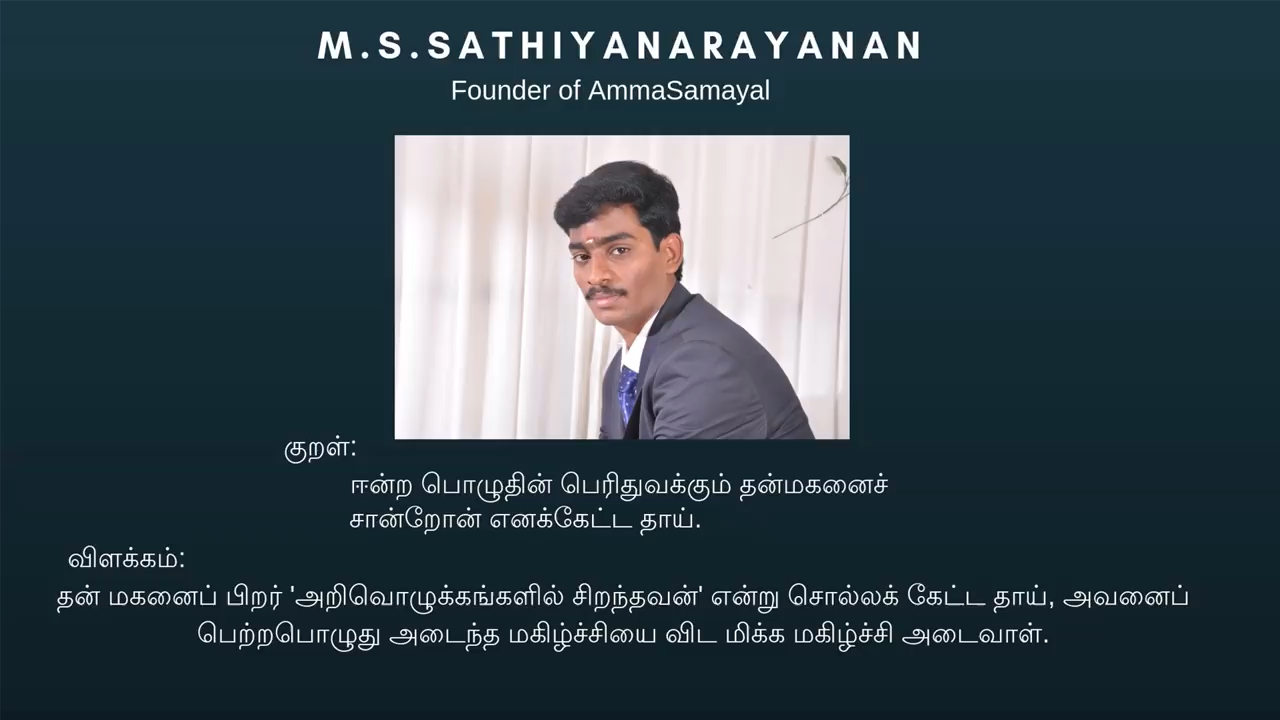 M.S.SATHIYANARAYANAN
Founder of AmmaSamayal
குறள்:
ஈன்ற பொழுதின் பெரிதுவக்கும் தன்மகனைச்
சான்றோன் எனக்கேட்ட தாய்.
விளக்கம்:
தன் மகனைப் பிறர் 'அறிவொழுக்கங்களில் சிறந்தவன்' என்று சொல்லக் கேட்ட தாய், அவனைப்
பெற்றபொழுது அடைந்த மகிழ்ச்சியை விட மிக்க மகிழ்ச்சி அடைவாள்.